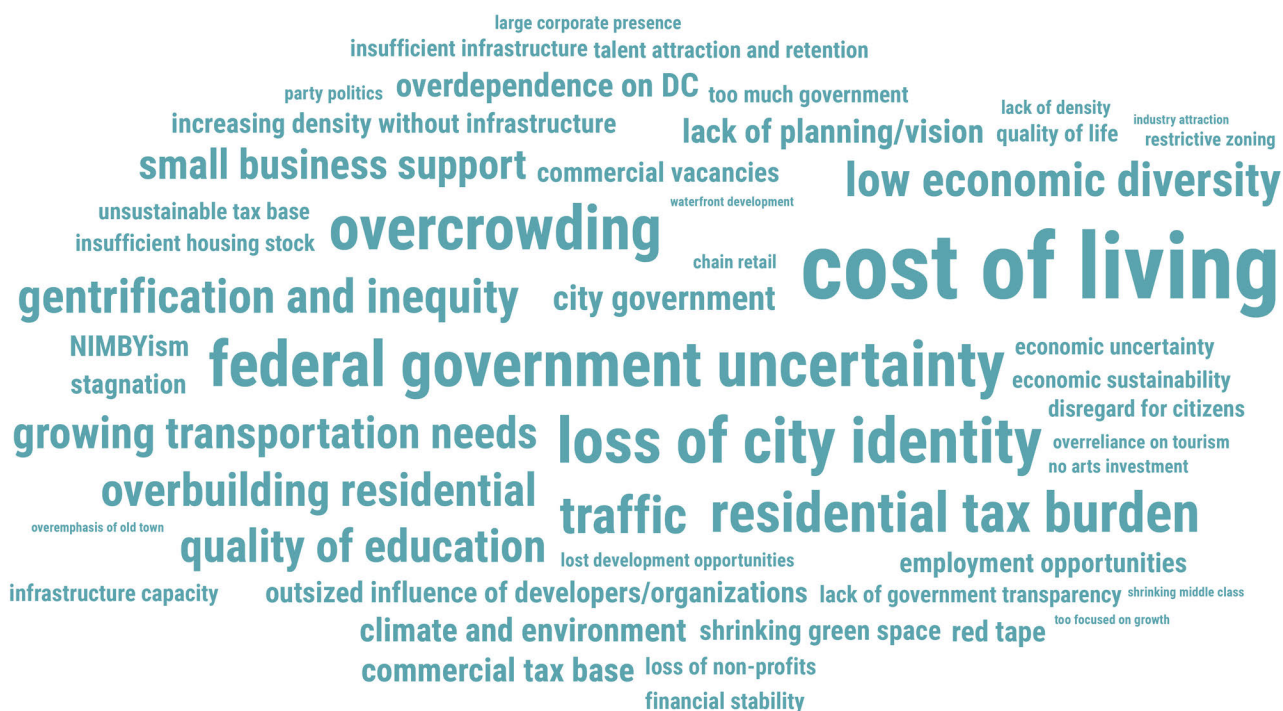 large corporate presence
insufficient infrastructure
talent attraction and retention
party politics
overdependence on DC
too much government
lack of density
industry attraction
increasing density without infrastructure
lack of planning/vision
quality of life
restrictive zoning
small business support
commercial vacancies
low economic diversity
waterfront development
unsustainable tax base
insufficient housing stock
overcrowding
chain retail
cost of living
gentrification and inequity
city government
NIMBYism
stagnation
federal government uncertainty
economic uncertainty
economic sustainability
disregard for citizens
growing transportation needs
loss of city identity
overreliance on tourism
no arts investment
overbuilding residential
traffic
residential tax burden
overemphasis of old town
quality of education
lost development opportunities
employment opportunities
infrastructure capacity
outsized influence of developers/organizations
lack of government transparency
shrinking middle class
climate and environment
shrinking green space
red tape
too focused on growth
commercial tax base
loss of non-profits
financial stability